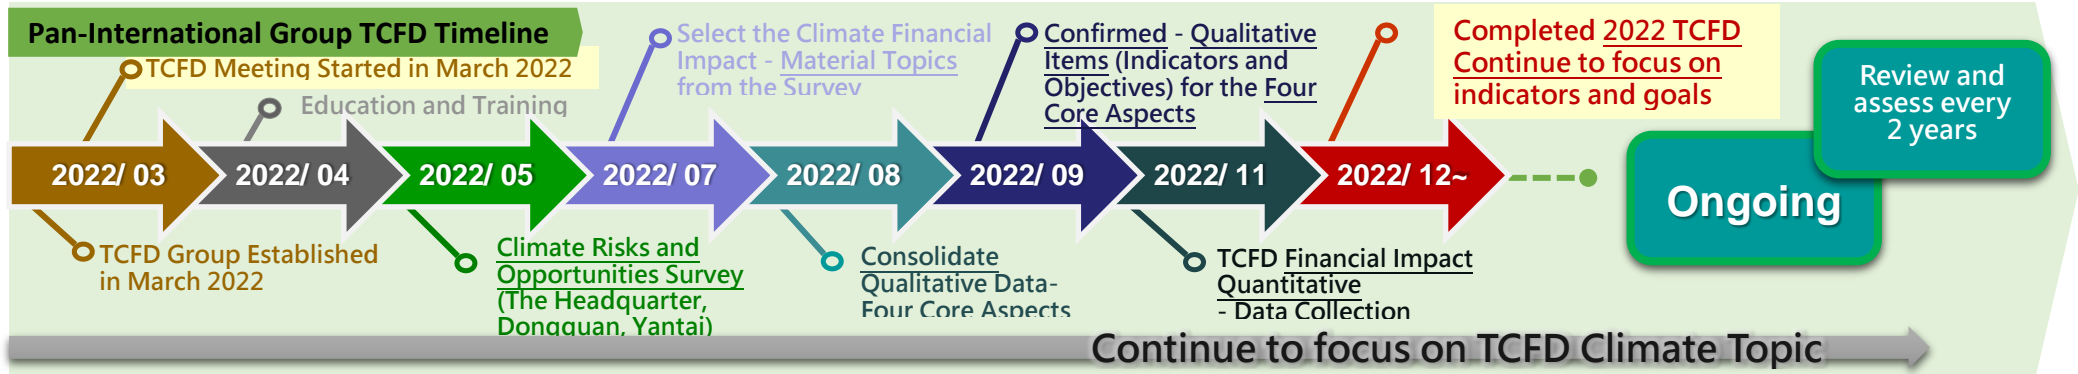 Pan-International Group TCFD Timeline
TCFD Meeting Started in March 2022
Education and Training
Select the Climate Financial
Impact - Material Topics
from the Survey
Confirmed - Qualitative
Items (Indicators and
Objectives) for the Four
Core Aspects
Completed 2022 TCFD
Continue to focus on
indicators and goals
Review and
assess every
2 years
2022/ 03
2022/ 04
2022/ 05
2022/ 07
2022/ 08
2022/ 09
2022/ 11
2022/ 12~
Ongoing
TCFD Group Established
in March 2022
Climate Risks and
Opportunities Survey
(The Headquarter,
Dongguan, Yantai)
Consolidate
Qualitative Data-
Four Core Aspects
TCFD Financial Impact
Quantitative
- Data Collection
Continue to focus on TCFD Climate Topic